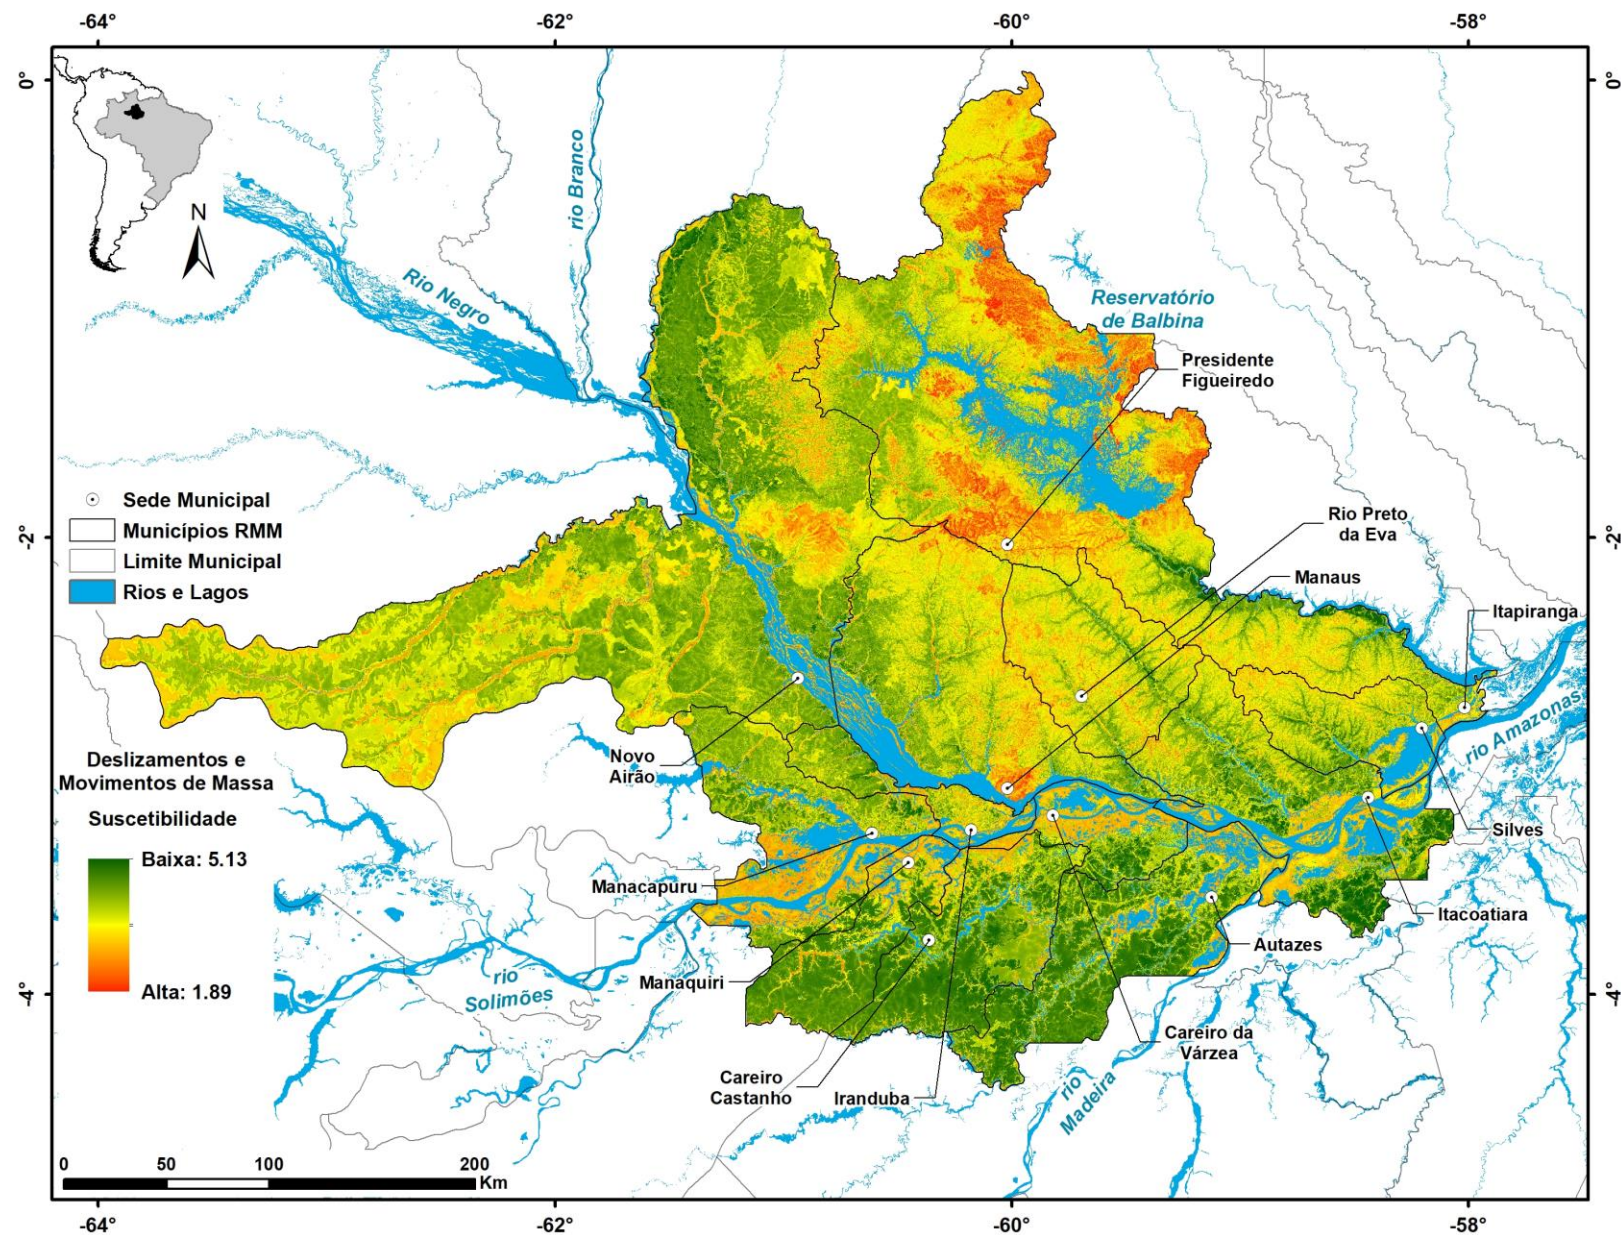 -64°
-62°
-60°
-58°
0°
0°
N
rio Branco
Rio Negro
Reservatório
de Balbina
Presidente
Figueiredo
Sede Municipal
Municípios RMM
Limite Municipal
Rios e Lagos
-2°
-2°
Rio Preto
da Eva
Manaus
Itapiranga
rio Amazonas
Novo
Airão
Deslizamentos e
Movimentos de Massa
Suscetibilidade
Baixa: 5.13
Alta: 1.89
Silves
Manacapuru
Itacoatiara
Autazes
Manaquiri
rio
Solimões
-4°
-4°
Careiro da
Várzea
Careiro
Castanho
Iranduba
rio
Madeira
0
50
100
200
Km
-64°
-62°
-60°
-58°